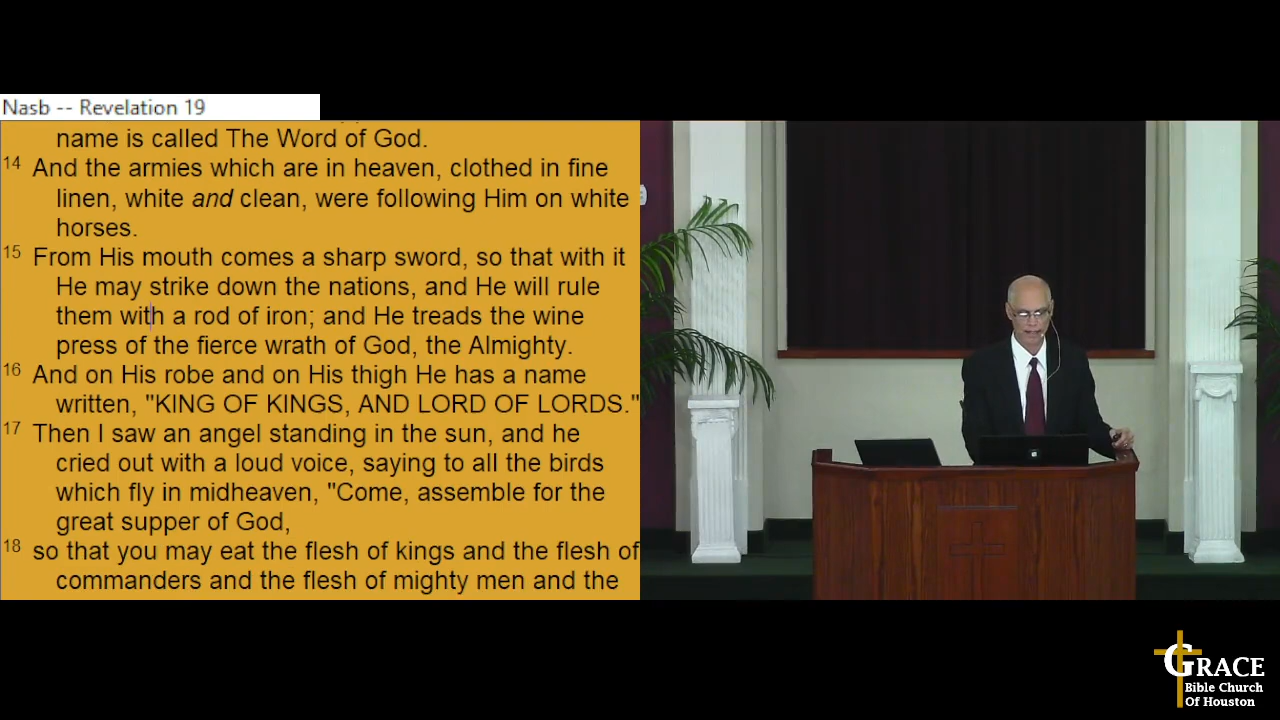 Nasb -- Revelation 19
name is called The Word of God.
14 And the armies which are in heaven, clothed in fine
linen, white and clean, were following Him on white
horses.
15 From His mouth comes a sharp sword, so that with it
He may strike down the nations, and He will rule
them with a rod of iron; and He treads the wine
press of the fierce wrath of God, the Almighty.
16 And on His robe and on His thigh He has a name
written, "KING OF KINGS, AND LORD OF LORDS."
17 Then I saw an angel standing in the sun, and he
cried out with a loud voice, saying to all the birds
which fly in midheaven, "Come, assemble for the
great supper of God,
18 so that you may eat the flesh of kings and the flesh of
commanders and the flesh of mighty men and the
GRACE
Bible Church
Of Houston